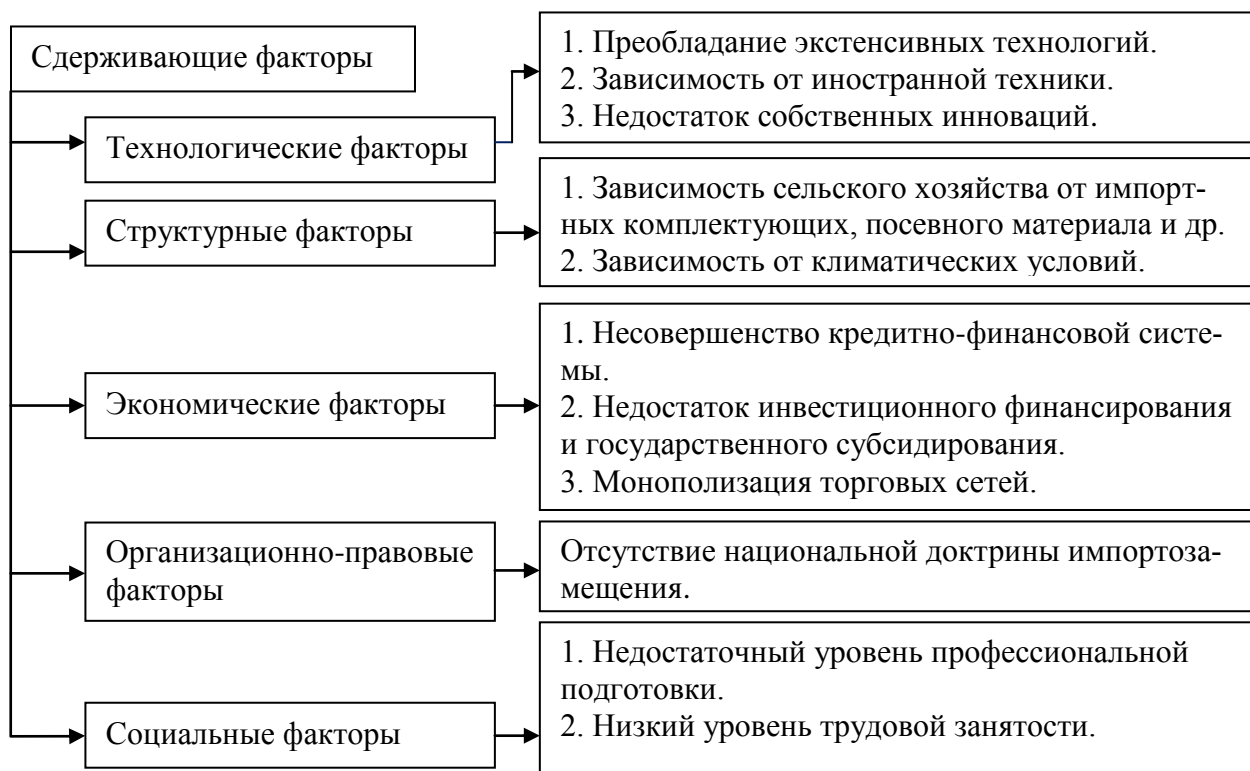 Сдерживающие факторы
1. Преобладание экстенсивных технологий.
2. Зависимость от иностранной техники.
3. Недостаток собственных инноваций.
Технологические факторы
1. Зависимость сельского хозяйства от импорт-
ных комплектующих, посевного материала и др.
2. Зависимость от климатических условий.
Структурные факторы
1. Несовершенство кредитно-финансовой систе-
мы.
2. Недостаток инвестиционного финансирования
и государственного субсидирования.
3. Монополизация торговых сетей.
Экономические факторы
Организационно-правовые
факторы
Отсутствие национальной доктрины импортоза-
мещения.
1. Недостаточный уровень профессиональной
подготовки.
2. Низкий уровень трудовой занятости.
Социальные факторы